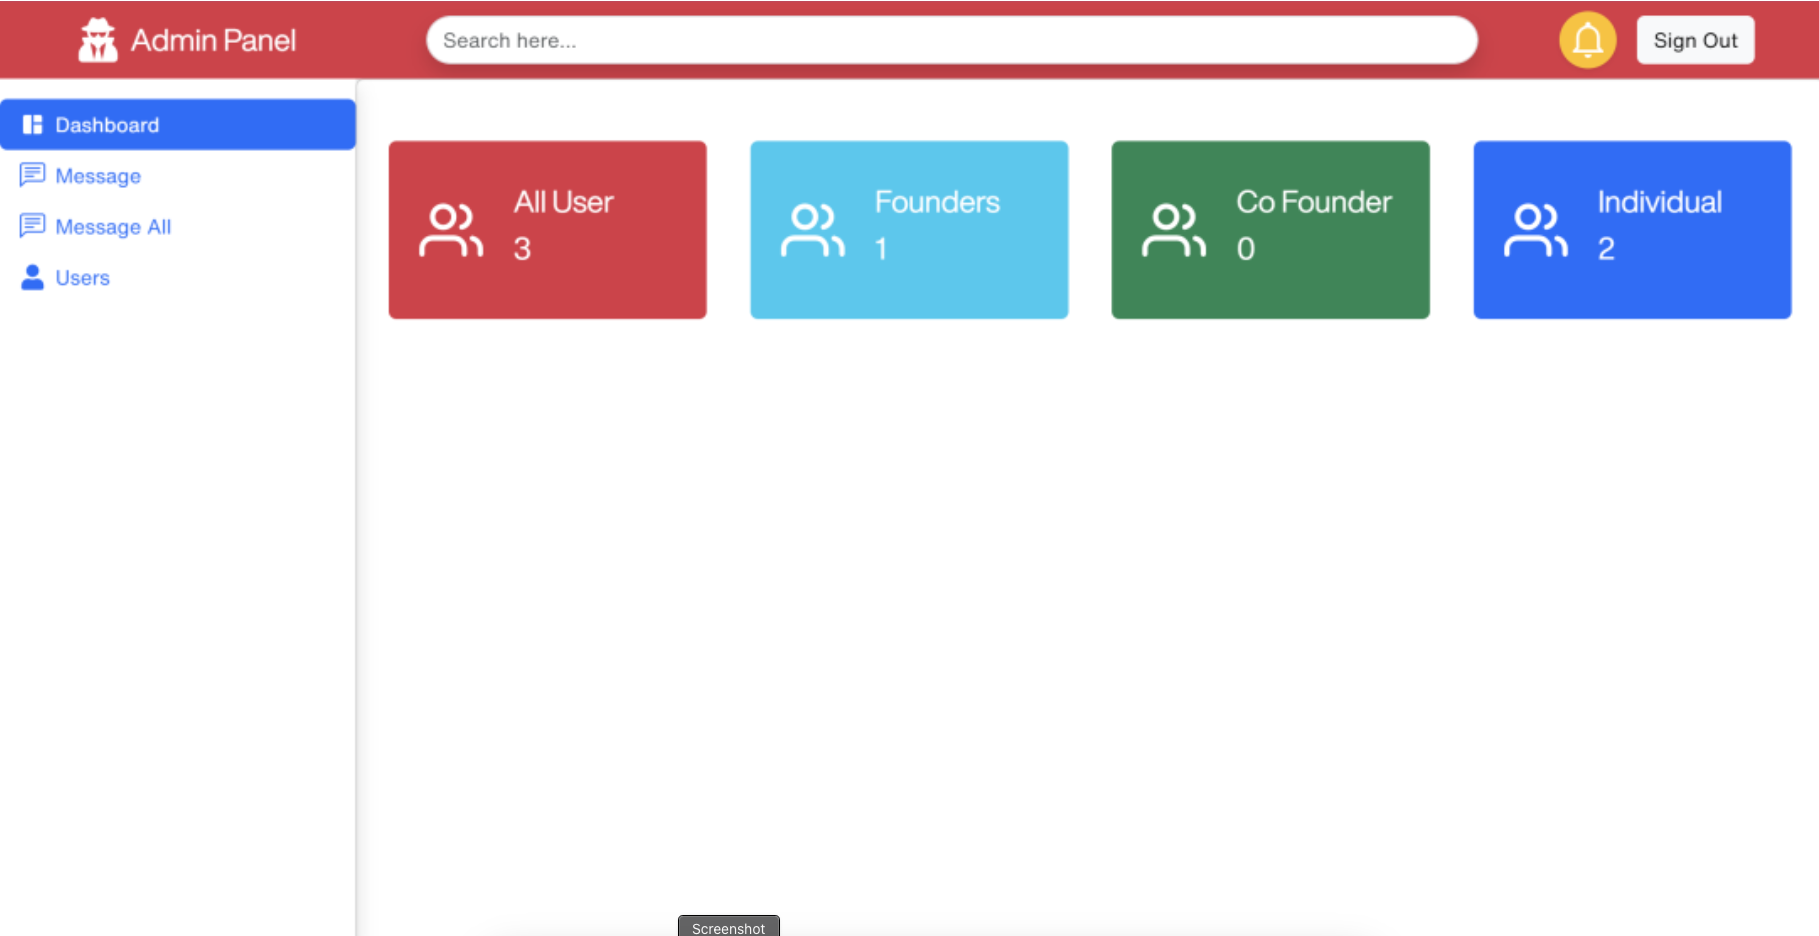 Admin Panel
Search here...
Sign Out
Dashboard
Message
Message All
Users
All User
3
Founders
1
Co Founder
0
Individual
2
Screenshot